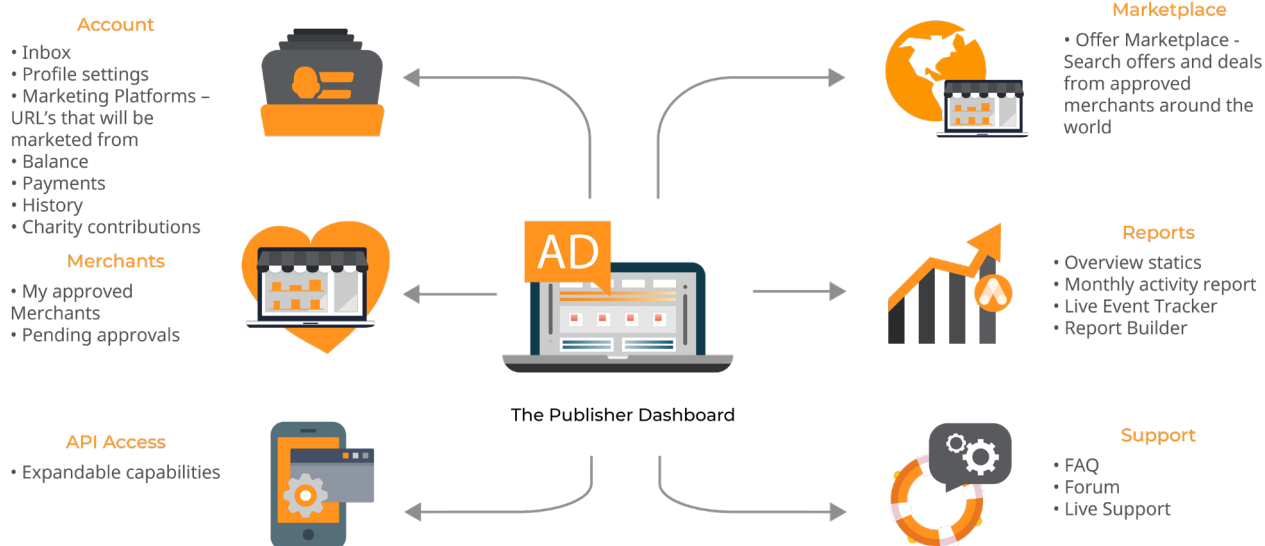 Account
• Inbox
• Profile settings
• Marketing Platforms –
URL’s that will be
marketed from
• Balance
• Payments
• History
• Charity contributions
Merchants
• My approved
Merchants
• Pending approvals
API Access
• Expandable capabilities
AD
The Publisher Dashboard
Marketplace
• Offer Marketplace -
Search offers and deals
from approved
merchants around the
world
Reports
• Overview statics
• Monthly activity report
• Live Event Tracker
• Report Builder
Support
• FAQ
• Forum
• Live Support